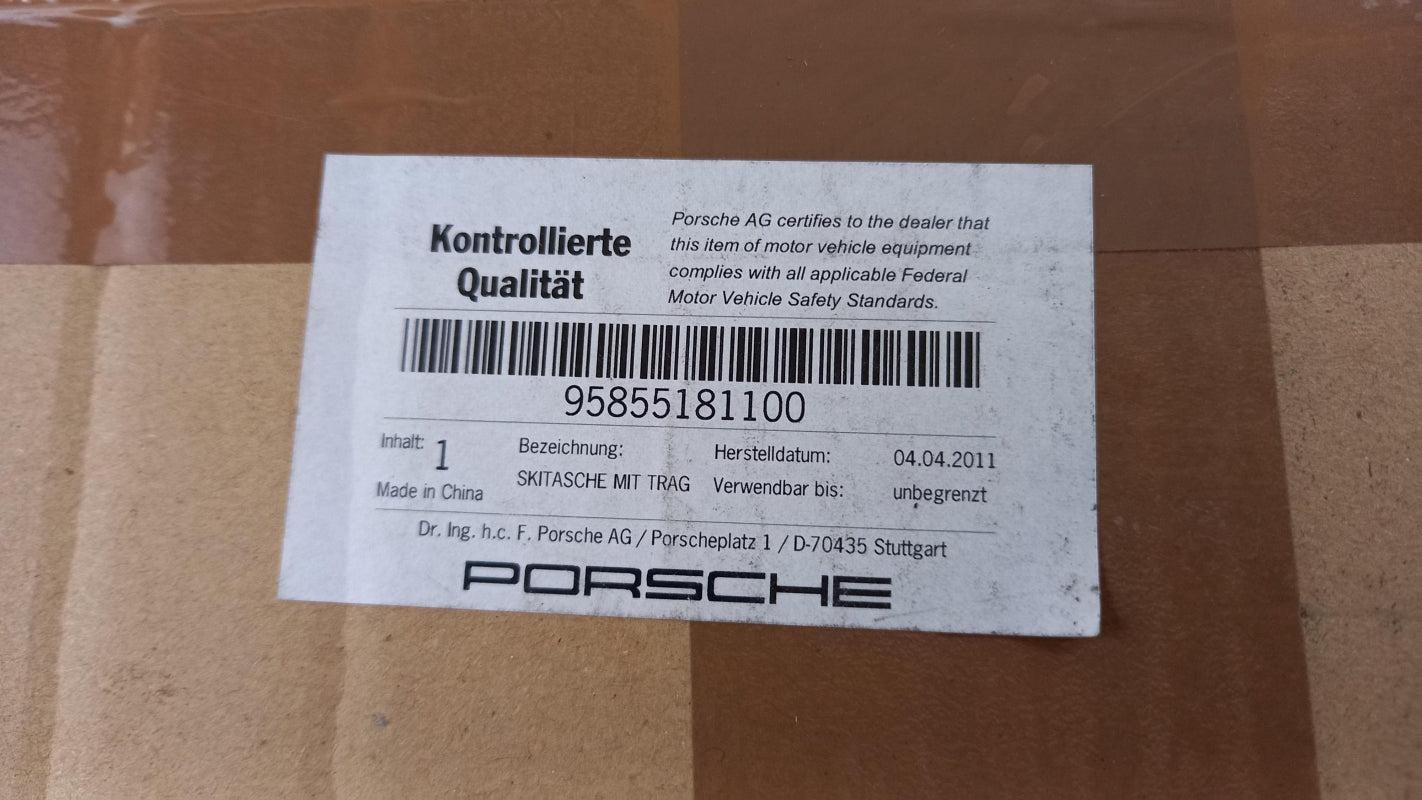 Kontrollierte
Qualität
Porsche AG certifies to the dealer that
this item of motor vehicle equipment
complies with all applicable Federal
Motor Vehicle Safety Standards.
95855181100
Inhalt: 1
Made in China
Bezeichnung:
SKITASCHE MIT TRAG
Herstelldatum: 04.04.2011
Verwendbar bis: unbegrenzt
Dr. Ing. h.c. F. Porsche AG / Porscheplatz 1 / D-70435 Stuttgart
PORSCHE